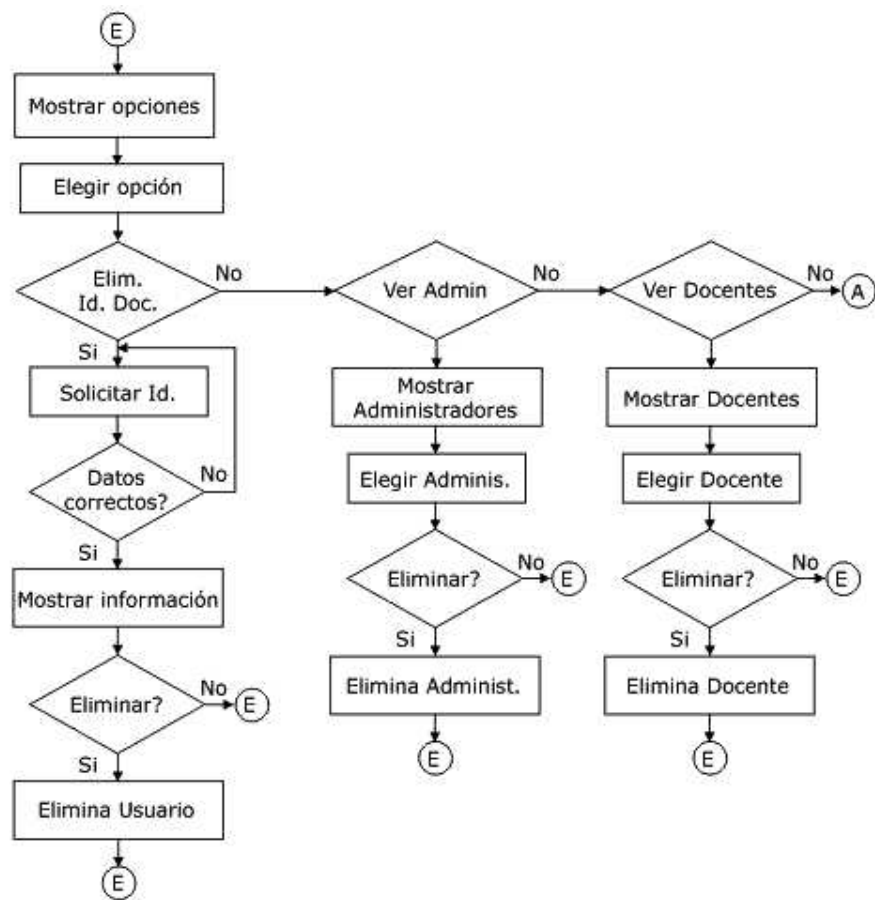 E
Mostrar opciones
Elegir opción
Elim.
Id. Doc.
No
Si
Solicitar Id.
Datos
correctos?
No
Si
Mostrar información
Eliminar?
No
E
Si
Elimina Usuario
E
Ver Admin
No
Mostrar
Administradores
Elegir Adminis.
Eliminar?
No
E
Si
Elimina Administ.
E
Ver Docentes
No
A
Mostrar Docentes
Elegir Docente
Eliminar?
No
E
Si
Elimina Docente
E